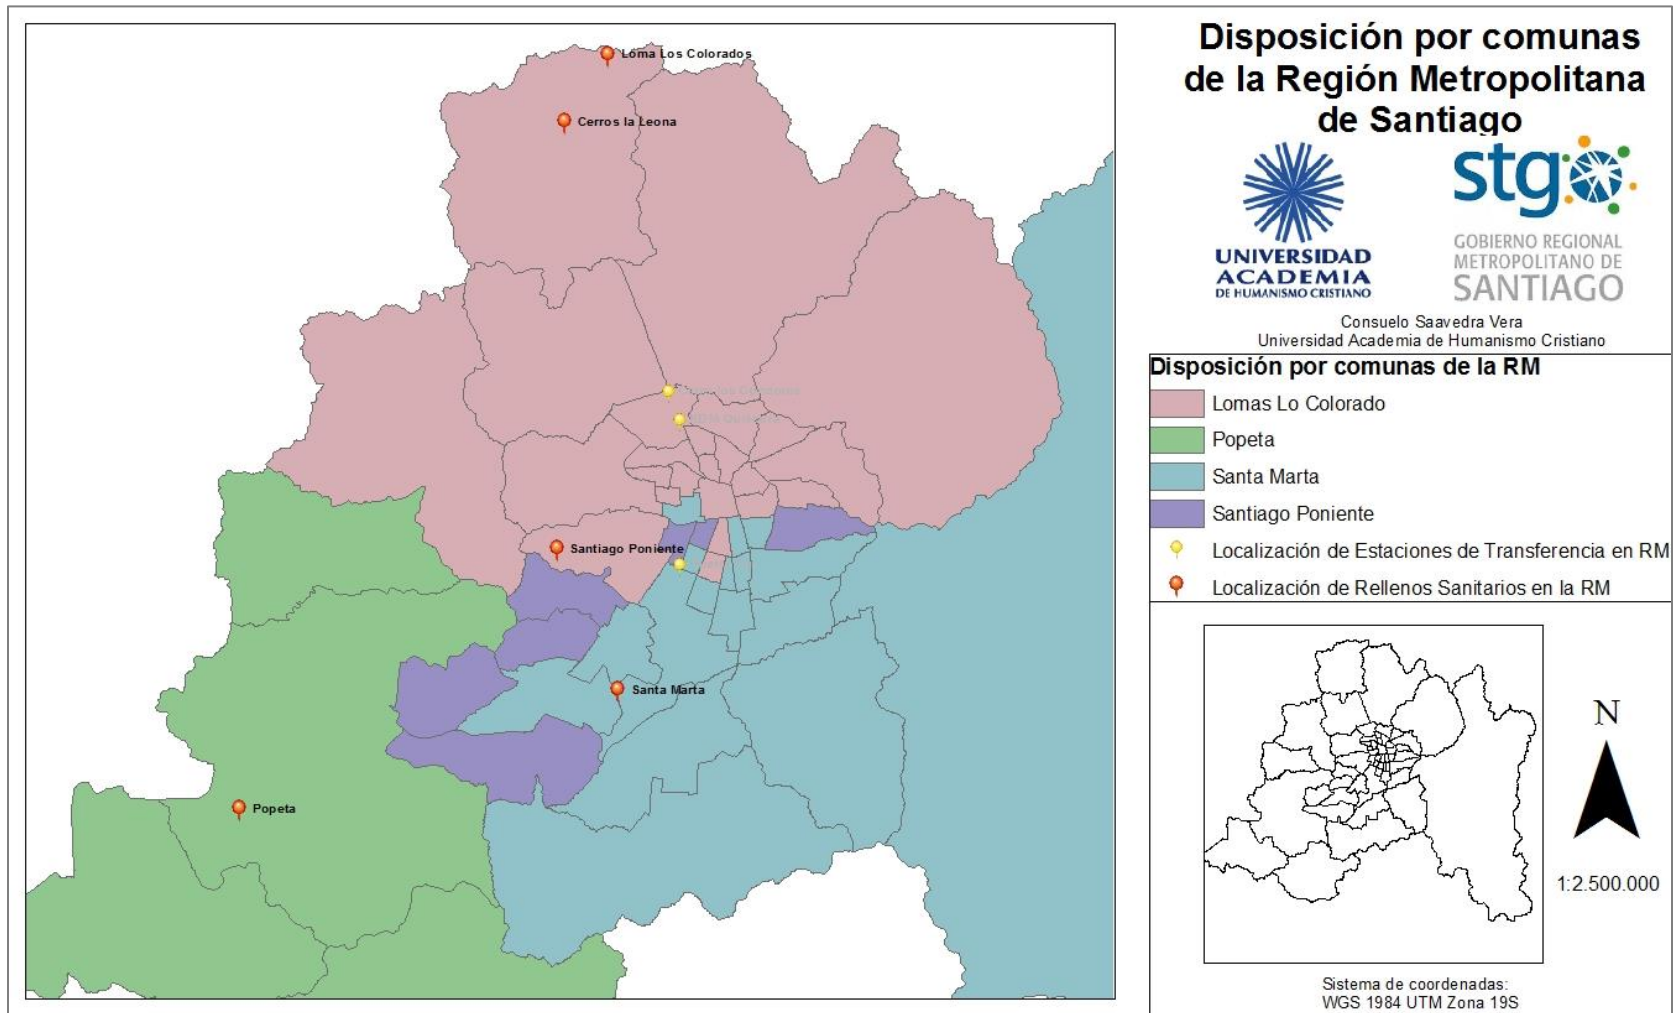 Disposición por comunas
de la Región Metropolitana
de Santiago
UNIVERSIDAD
ACADEMIA
DE HUMANISMO CRISTIANO
stgo
GOBIERNO REGIONAL
METROPOLITANO DE
SANTIAGO
Consuelo Saavedra Vera
Universidad Academia de Humanismo Cristiano
Disposición por comunas de la RM
Lomas Lo Colorado
Popeta
Santa Marta
Santiago Poniente
Localización de Estaciones de Transferencia en RM
Localización de Rellenos Sanitarios en la RM
N
1:2.500.000
Sistema de coordenadas:
WGS 1984 UTM Zona 19S
Loma Los Colorados
Cerros la Leona
Santiago Poniente
Santa Marta
Popeta